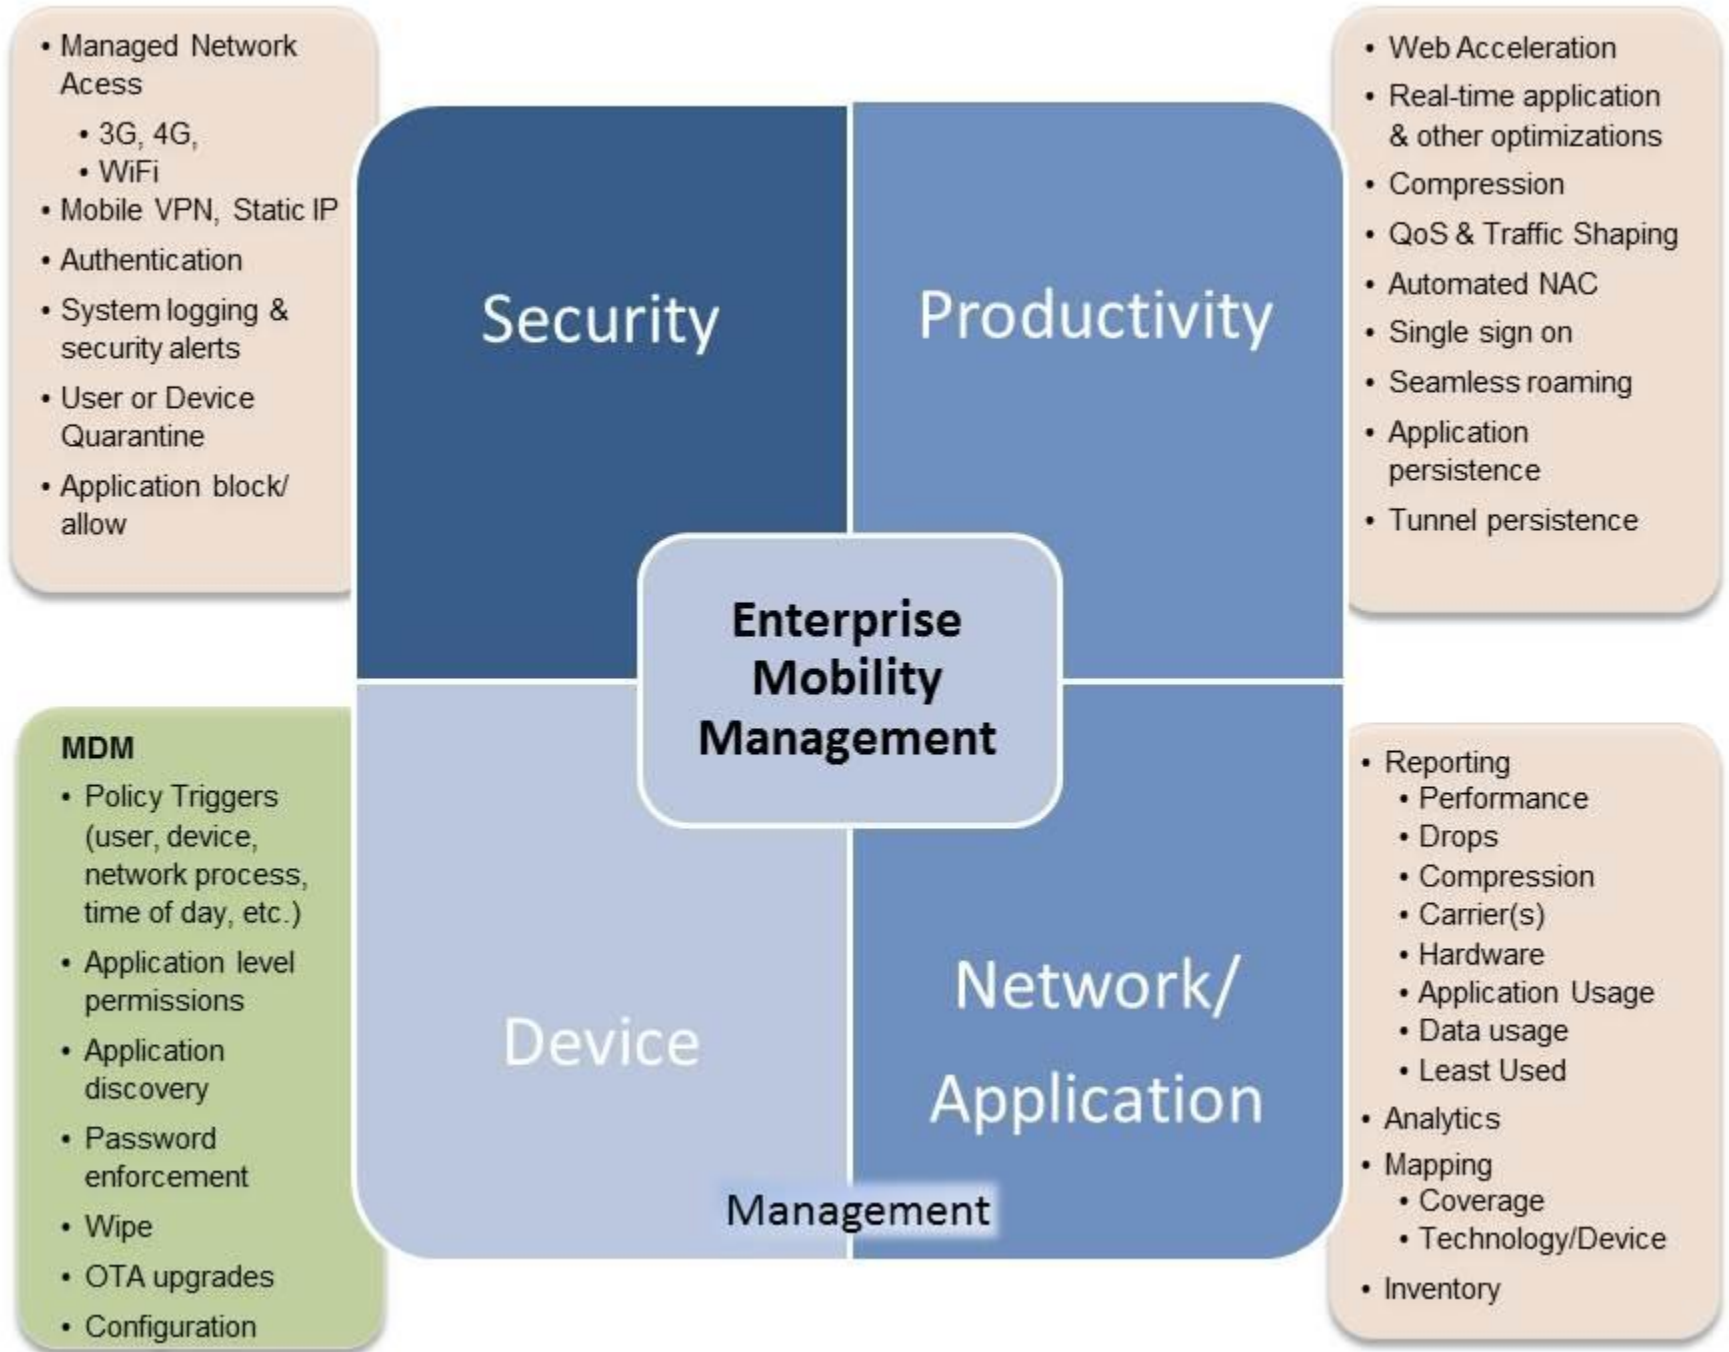 • Managed Network
Acess
• 3G, 4G,
• WiFi
• Mobile VPN, Static IP
• Authentication
• System logging &
security alerts
• User or Device
Quarantine
• Application block/
allow
Security
Productivity
• Web Acceleration
• Real-time application
& other optimizations
• Compression
• QoS & Traffic Shaping
• Automated NAC
• Single sign on
• Seamless roaming
• Application
persistence
• Tunnel persistence
Enterprise
Mobility
Management
MDM
• Policy Triggers
(user, device,
network process,
time of day, etc.)
• Application level
permissions
• Application
discovery
• Password
enforcement
• Wipe
• OTA upgrades
• Configuration
Device
Network/
Application
Management
• Reporting
• Performance
• Drops
• Compression
• Carrier(s)
• Hardware
• Application Usage
• Data usage
• Least Used
• Analytics
• Mapping
• Coverage
• Technology/Device
• Inventory